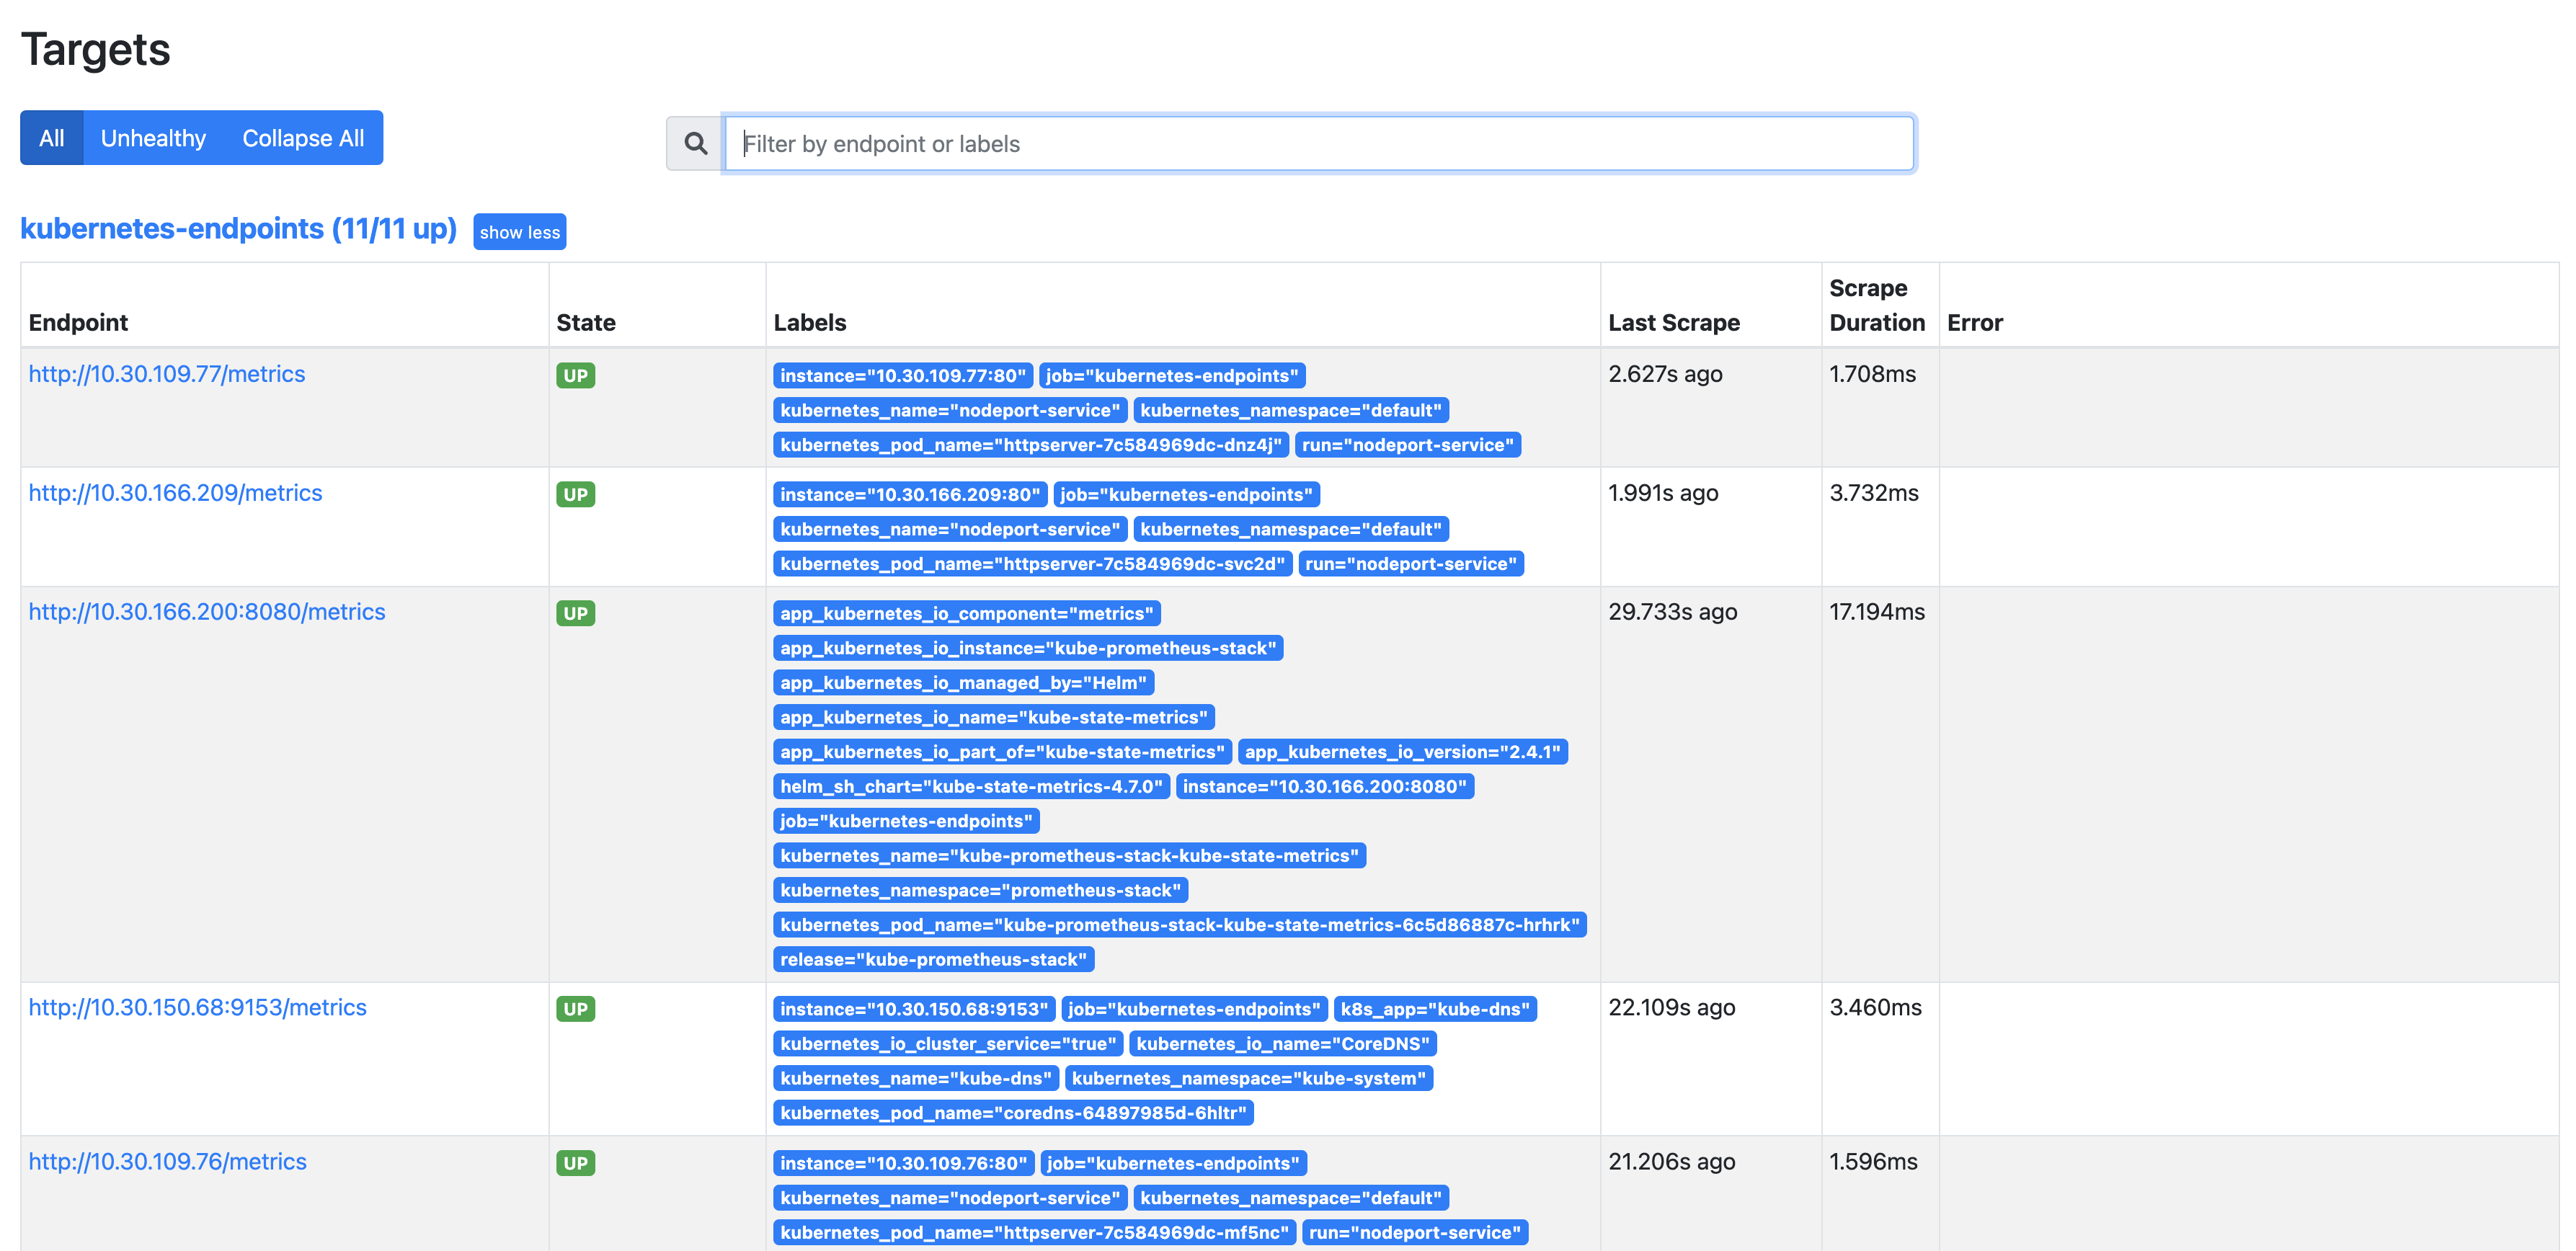 Targets
All Unhealthy Collapse All
Filter by endpoint or labels
kubernetes-endpoints (11/11 up) show less
Endpoint State Labels Last Scrape Scrape Duration Error
http://10.30.109.77/metrics UP instance="10.30.109.77:80" job="kubernetes-endpoints" 2.627s ago 1.708ms
kubernetes_name="nodeport-service" kubernetes_namespace="default"
kubernetes_pod_name="httpserver-7c584969dc-dnz4j" run="nodeport-service"
http://10.30.166.209/metrics UP instance="10.30.166.209:80" job="kubernetes-endpoints" 1.991s ago 3.732ms
kubernetes_name="nodeport-service" kubernetes_namespace="default"
kubernetes_pod_name="httpserver-7c584969dc-svc2d" run="nodeport-service"
http://10.30.166.200:8080/metrics UP app_kubernetes_io_component="metrics" 29.733s ago 17.194ms
app_kubernetes_io_instance="kube-prometheus-stack"
app_kubernetes_io_managed_by="Helm"
app_kubernetes_io_name="kube-state-metrics"
app_kubernetes_io_part_of="kube-state-metrics" app_kubernetes_io_version="2.4.1"
helm_sh_chart="kube-state-metrics-4.7.0" instance="10.30.166.200:8080"
job="kubernetes-endpoints"
kubernetes_name="kube-prometheus-stack-kube-state-metrics"
kubernetes_namespace="prometheus-stack"
kubernetes_pod_name="kube-prometheus-stack-kube-state-metrics-6c5d86887c-hrhrk"
release="kube-prometheus-stack"
http://10.30.150.68:9153/metrics UP instance="10.30.150.68:9153" job="kubernetes-endpoints" k8s_app="kube-dns" 22.109s ago 3.460ms
kubernetes_io_cluster_service="true" kubernetes_io_name="CoreDNS"
kubernetes_name="kube-dns" kubernetes_namespace="kube-system"
kubernetes_pod_name="coredns-64897985d-6hltr"
http://10.30.109.76/metrics UP instance="10.30.109.76:80" job="kubernetes-endpoints" 21.206s ago 1.596ms
kubernetes_name="nodeport-service" kubernetes_namespace="default"
kubernetes_pod_name="httpserver-7c584969dc-mf5nc" run="nodeport-service"